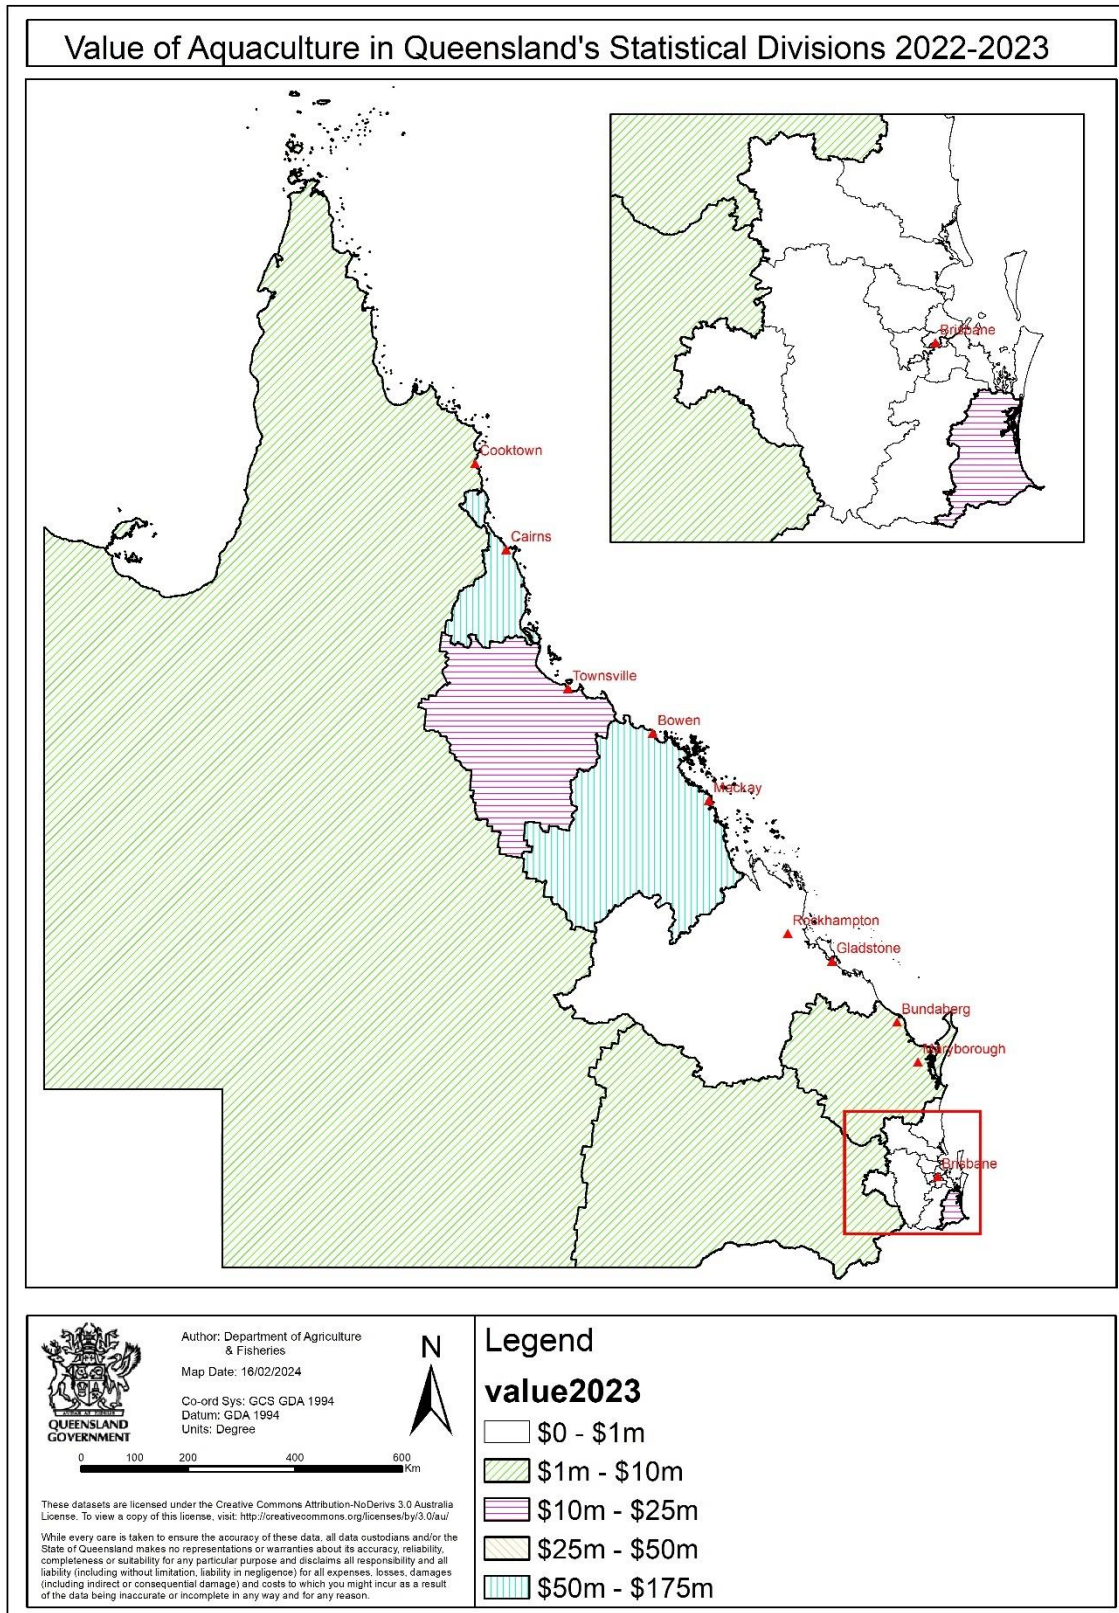 Value of Aquaculture in Queensland's Statistical Divisions 2022-2023
Brisbane
Cooktown
Cairns
Townsville
Bowen
Mackay
Rockhampton
Gladstone
Bundaberg
Maryborough
Brisbane
QUEENSLAND
GOVERNMENT
Author: Department of Agriculture
& Fisheries
Map Date: 16/02/2024
Co-ord Sys: GCS GDA 1994
Datum: GDA 1994
Units: Degree
N
0 100 200 400 600
Km
These datasets are licensed under the Creative Commons Attribution-NoDerivs 3.0 Australia
License. To view a copy of this license, visit: http://creativecommons.org/licenses/by/3.0/au/
While every care is taken to ensure the accuracy of these data, all data custodians and/or the
State of Queensland makes no representations or warranties about its accuracy, reliability,
completeness or suitability for any particular purpose and disclaims all responsibility and all
liability (including without limitation, liability in negligence) for all expenses, losses, damages
(including indirect or consequential damage) and costs to which you might incur as a result
of the data being inaccurate or incomplete in any way and for any reason.
Legend
value2023
$0 - $1m
$1m - $10m
$10m - $25m
$25m - $50m
$50m - $175m